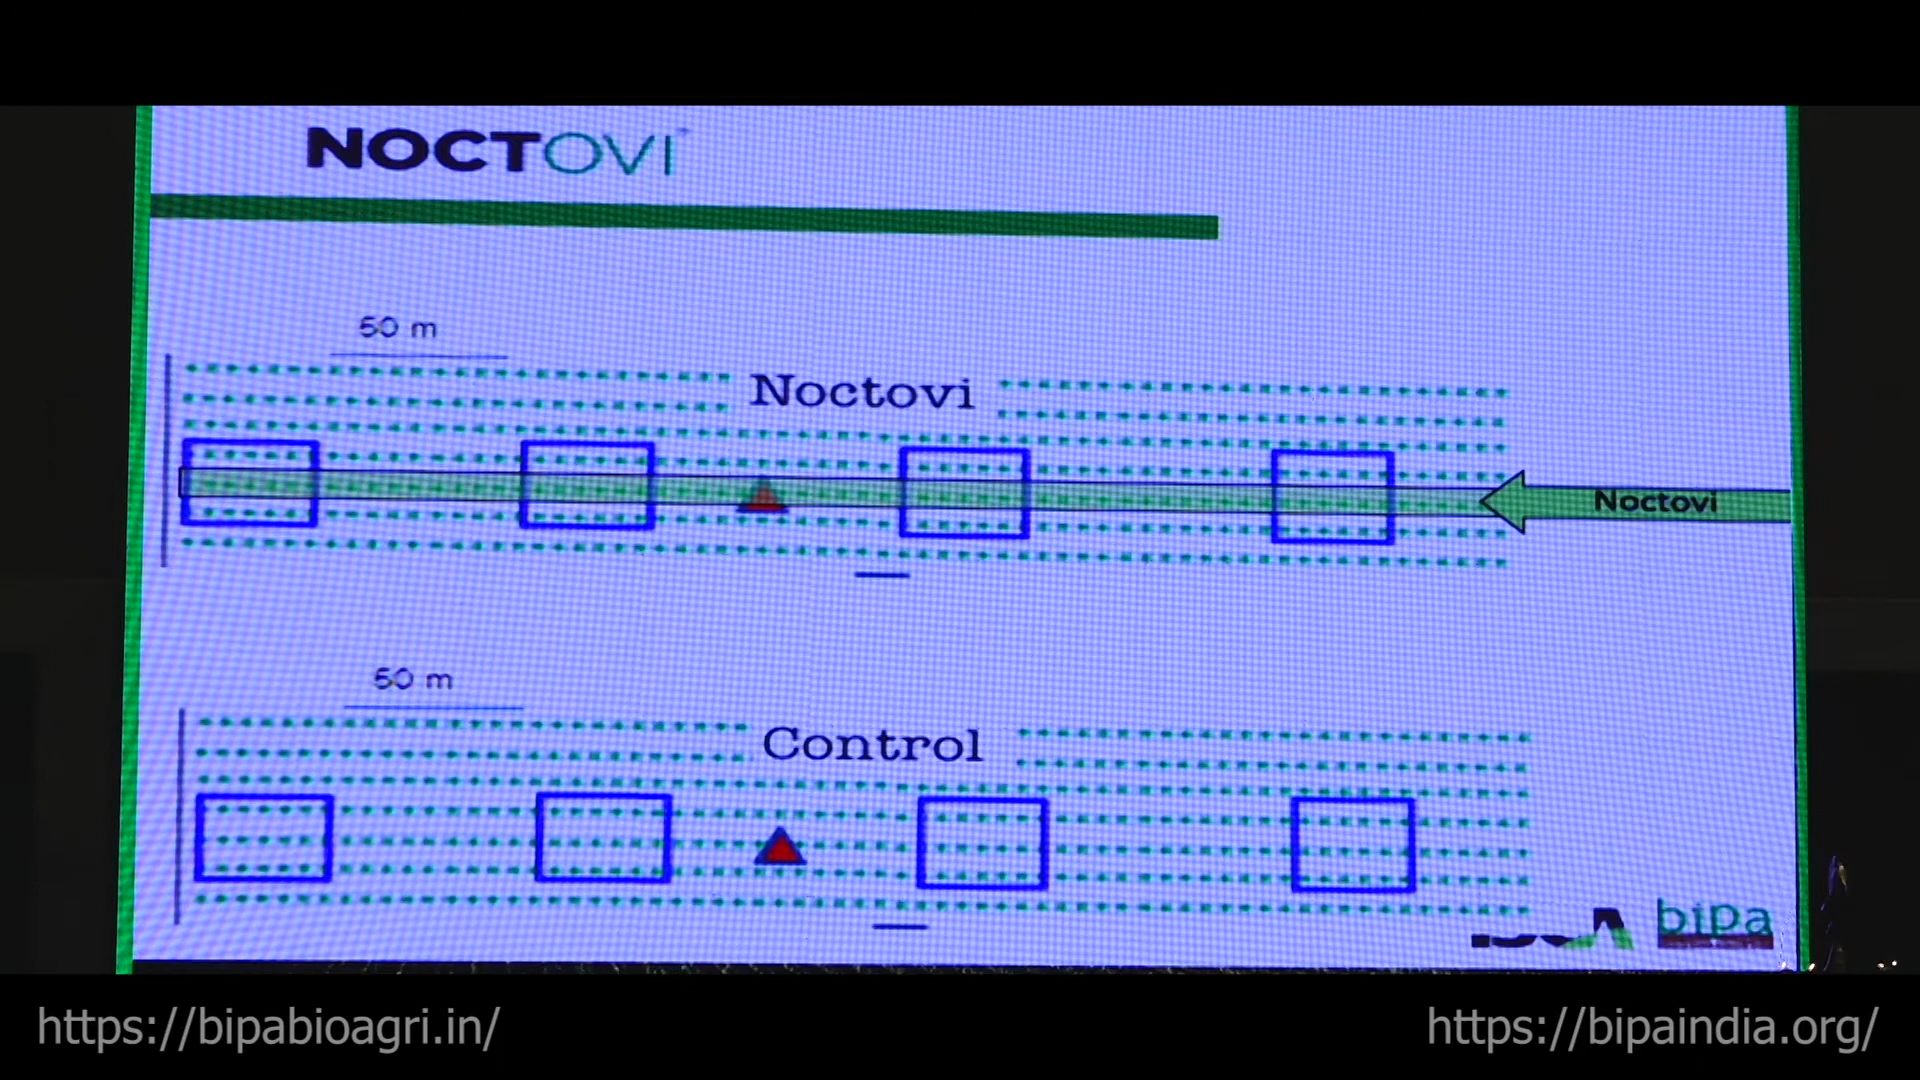 NOCTOVI
50 m
Noctovi
Noctovi
50 m
Control
bipa
https://bipabioagri.in/
https://bipaindia.org/